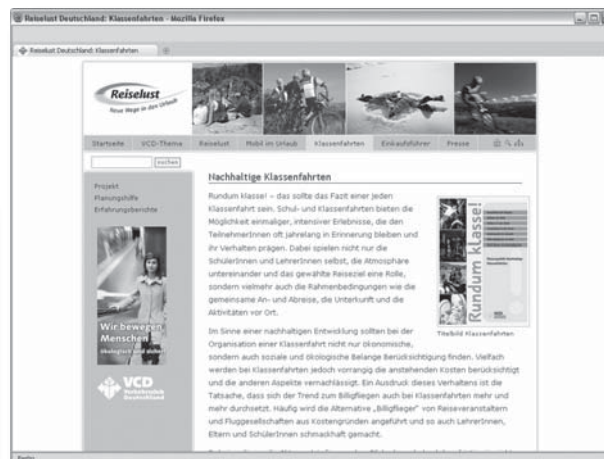 Reiselust Deutschland: Klassenfahrten - Mozilla Firefox
Reiselust Deutschland: Klassenfahrten
Reiselust
Neue Wege in den Urlaub
Startseite VCD-Thema Reiselust Mobil im Urlaub Klassenfahrten Einkaufsführer Presse
suchen
Projekt
Planungshilfe
Erfahrungsberichte
Wir bewegen
Menschen
ökologisch und sicher
VCD
Verkehrsclub
Deutschland
Nachhaltige Klassenfahrten
Rundum klasse! – das sollte das Fazit einer jeden
Klassenfahrt sein. Schul- und Klassenfahrten bieten die
Möglichkeit einmaliger, intensiver Erlebnisse, die den
TeilnehmerInnen oft jahrelang in Erinnerung bleiben und
ihr Verhalten prägen. Dabei spielen nicht nur die
SchülerInnen und LehrerInnen selbst, die Atmosphäre
untereinander und das gewählte Reiseziel eine Rolle,
sondern vielmehr auch die Rahmenbedingungen wie die
gemeinsame An- und Abreise, die Unterkunft und die
Aktivitäten vor Ort.
Rundum klasse!
Titelbild Klassenfahrten
Im Sinne einer nachhaltigen Entwicklung sollten bei der
Organisation einer Klassenfahrt nicht nur ökonomische,
sondern auch soziale und ökologische Belange Berücksichtigung finden. Vielfach
werden bei Klassenfahrten jedoch vorrangig die anstehenden Kosten berücksichtigt
und die anderen Aspekte vernachlässigt. Ein Ausdruck dieses Verhaltens ist die
Tatsache, dass sich der Trend zum Billigfliegen auch bei Klassenfahrten mehr und
mehr durchsetzt. Häufig wird die Alternative „Billigflieger" von Reiseveranstaltern
und Fluggesellschaften aus Kostengründen angeführt und so auch LehrerInnen,
Eltern und SchülerInnen schmackhaft gemacht.